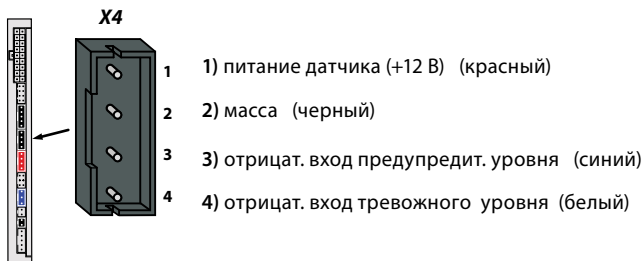 X4
1 1) питание датчика (+12 В) (красный)
2 2) масса (черный)
3 3) отрицат. вход предупредит. уровня (синий)
4 4) отрицат. вход тревожного уровня (белый)